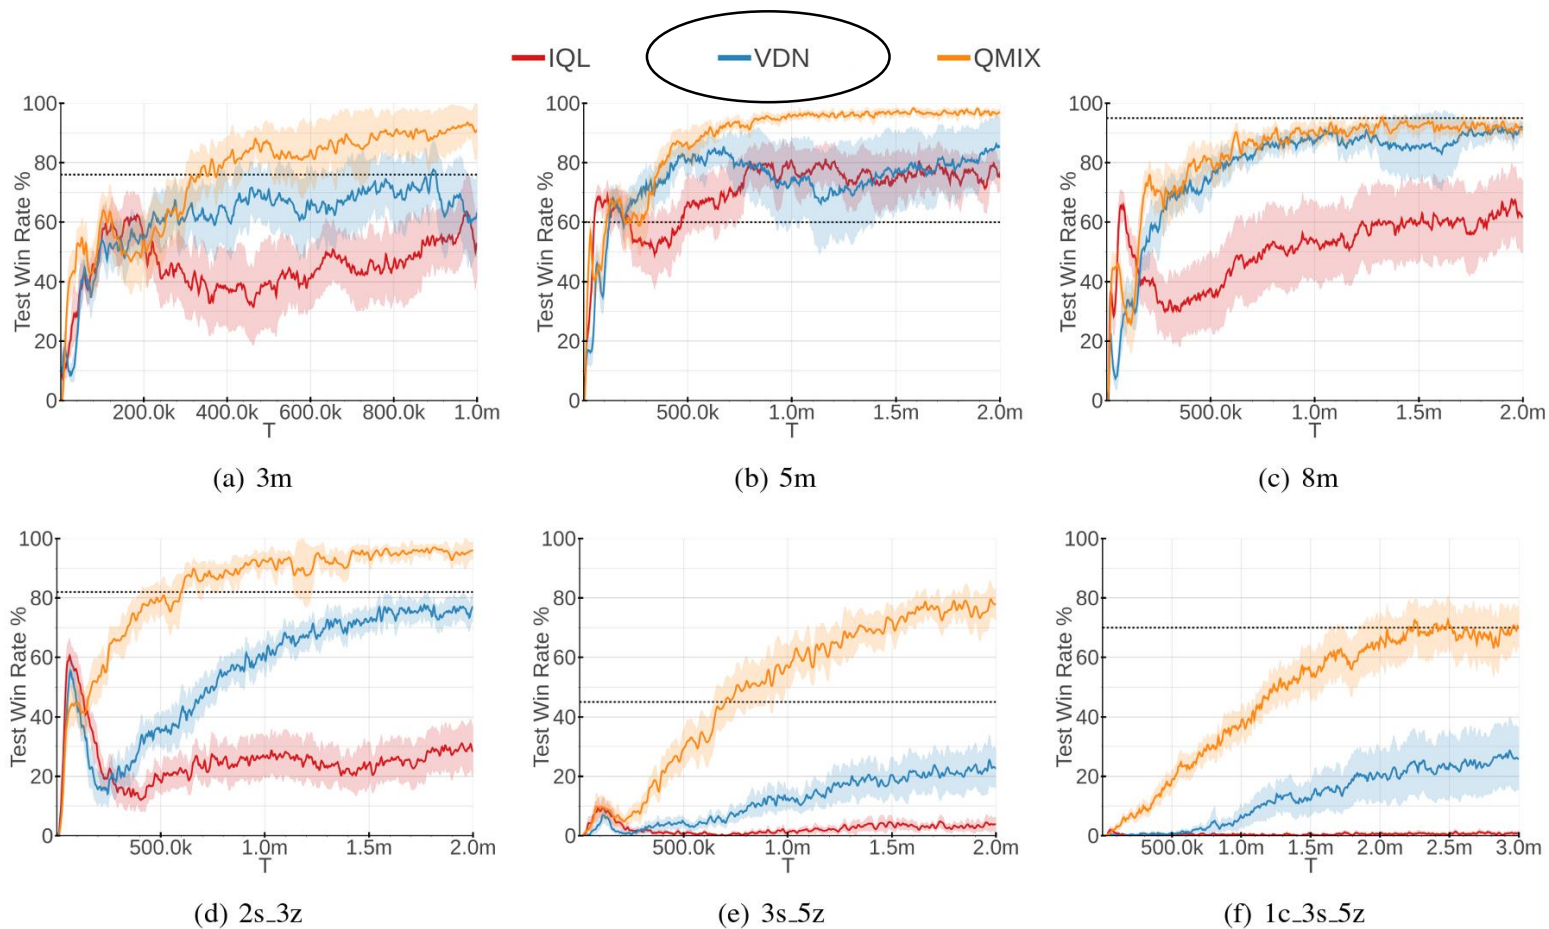 IQL VDN QMIX
100
80
60
40
20
0
Test Win Rate %
200.0k 400.0k 600.0k 800.0k 1.0m
T
(a) 3m
100
80
60
40
20
0
Test Win Rate %
500.0k 1.0m 1.5m 2.0m
T
(b) 5m
100
80
60
40
20
0
Test Win Rate %
500.0k 1.0m 1.5m 2.0m
T
(c) 8m
100
80
60
40
20
0
Test Win Rate %
500.0k 1.0m 1.5m 2.0m
T
(d) 2s_3z
100
80
60
40
20
0
Test Win Rate %
500.0k 1.0m 1.5m 2.0m
T
(e) 3s_5z
100
80
60
40
20
0
Test Win Rate %
500.0k 1.0m 1.5m 2.0m 2.5m 3.0m
T
(f) 1c_3s_5z